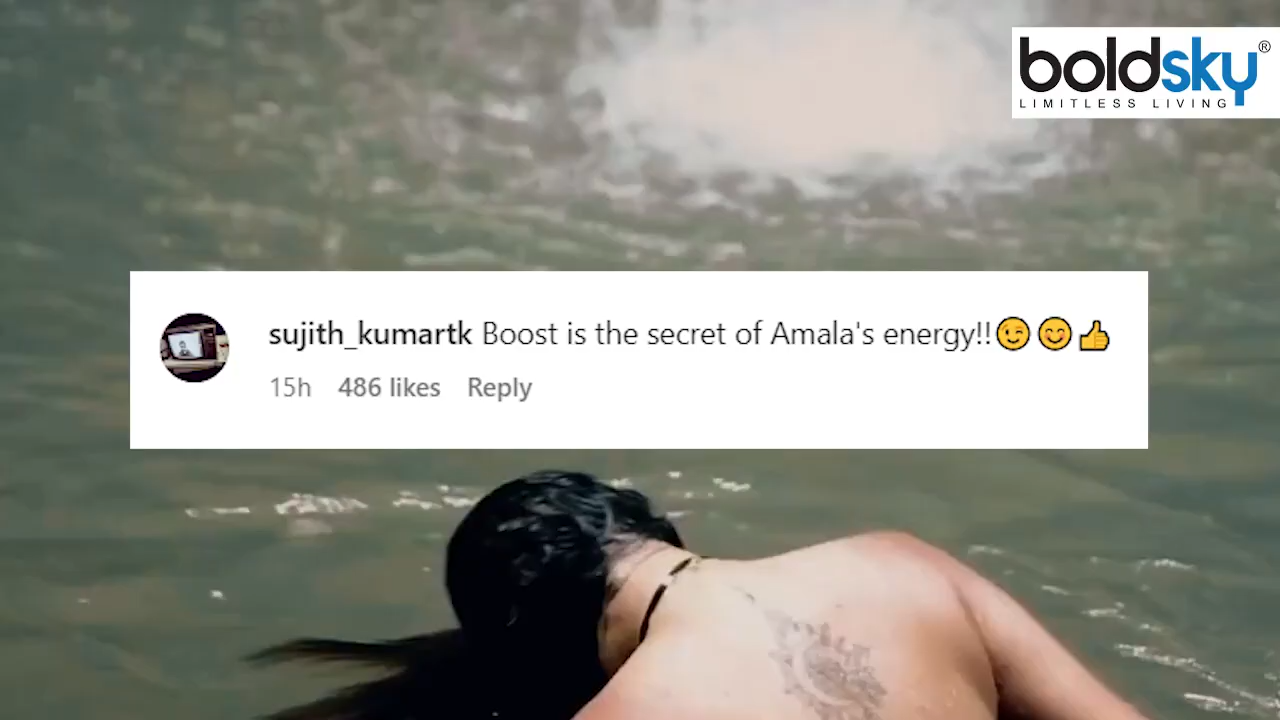 boldsky®
LIMITLESS LIVING
sujith_kumartk Boost is the secret of Amala's energy!!😉😊👍
15h 486 likes Reply